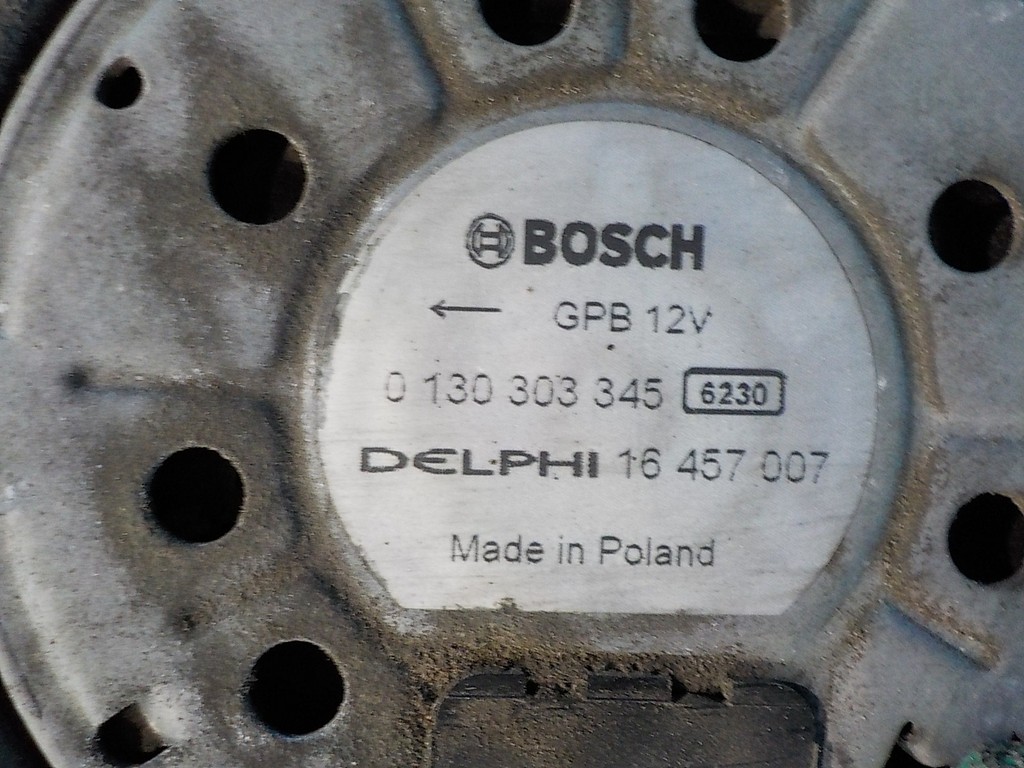 BOSCH
← GPB 12V
0 130 303 345 6230
DELPHI 16 457 007
Made in Poland